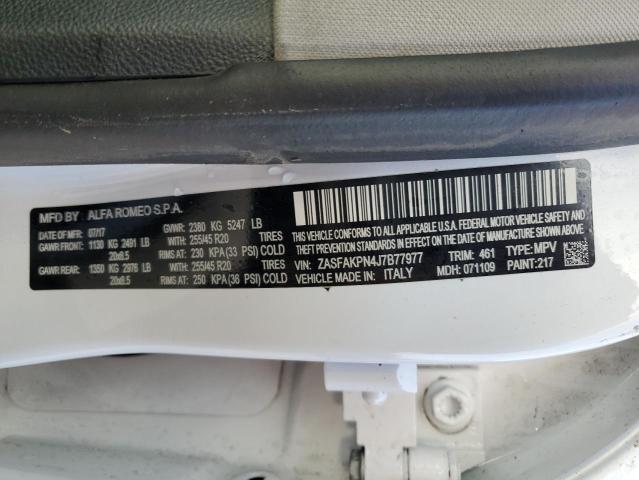 MFD BY ALFA ROMEO S.P.A.
DATE OF MFR 07/17 GVWR: 2380 KG 5247 LB
GAWR FRONT: 1130 KG 2491 LB WITH 255/45 R20 TIRES
20x8.5 RIMS AT: 230 KPA (33 PSI) COLD
GAWR REAR: 1350 KG 2976 LB WITH 255/45 R20 TIRES
20x8.5 RIMS AT: 250 KPA (36 PSI) COLD
THIS VEHICLE CONFORMS TO ALL APPLICABLE U.S.A. FEDERAL MOTOR VEHICLE SAFETY,
BUMPER, AND THEFT PREVENTION STANDARDS IN EFFECT ON THE DATE OF MANUFACTURE SHOWN ABOVE.
VIN: ZASFAKPN4J7B77977 TYPE: MPV
VEHICLE MADE IN: ITALY TRIM: 461
MDH: 071109 PAINT: 217